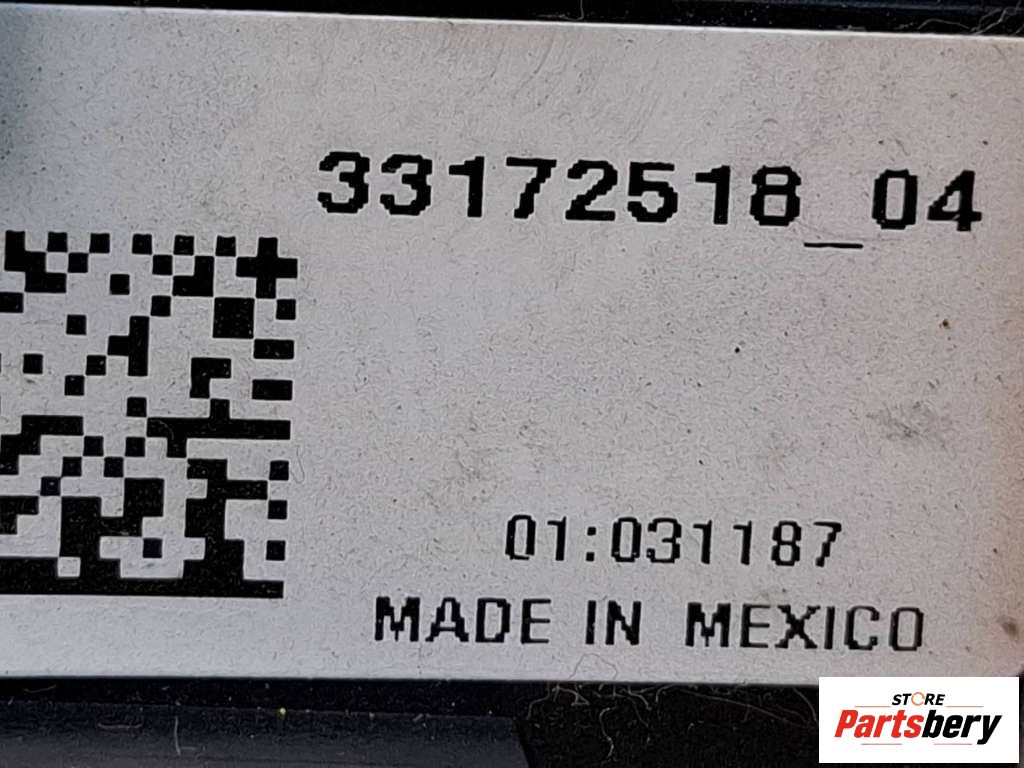 33172518_04
01:031187
MADE IN MEXICO
STORE
Partsbery